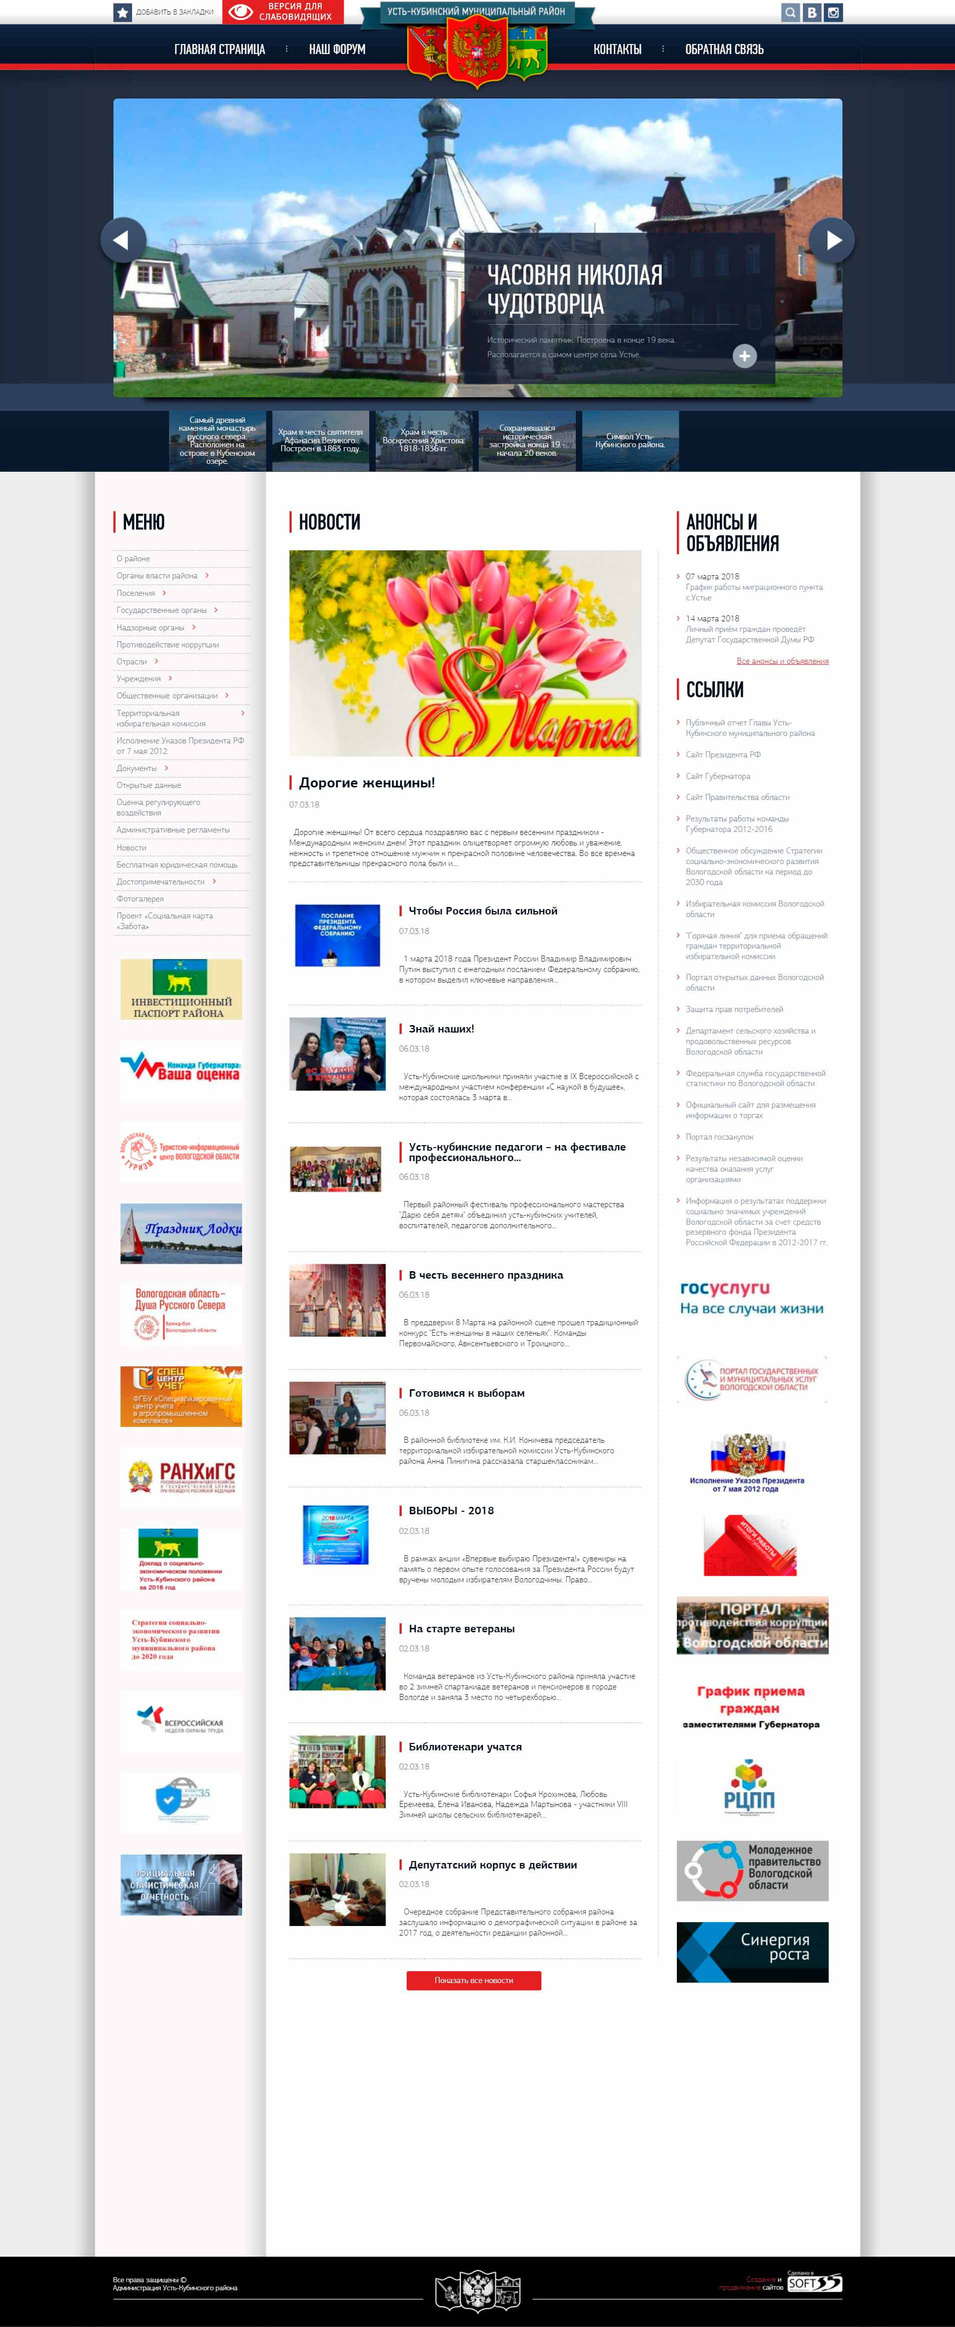 ДОБАВИТЬ В ЗАКЛАДКИ
ВЕРСИЯ ДЛЯ
СЛАБОВИДЯЩИХ
УСТЬ-КУБИНСКИЙ МУНИЦИПАЛЬНЫЙ РАЙОН
ГЛАВНАЯ СТРАНИЦА
НАШ ФОРУМ
КОНТАКТЫ
ОБРАТНАЯ СВЯЗЬ
ЧАСОВНЯ НИКОЛАЯ
ЧУДОТВОРЦА
Исторический памятник. Построена в конце 19 века.
Располагается в самом центре села Устье.
Самый древний
каменный монастырь
русского севера.
Расположен на
острове в Кубенском
озере.
Храм в честь святителя
Афанасия Великого.
Построен в 1863 году.
Храм в честь
Воскресения Христова.
1818-1836 гг.
Сохранившаяся
историческая
застройка конца 19 -
начала 20 веков.
Символ Усть-
Кубинского района.
МЕНЮ
О районе
Органы власти района
Поселения
Государственные органы
Надзорные органы
Противодействие коррупции
Отрасли
Учреждения
Общественные организации
Территориальная
избирательная комиссия
Исполнение Указов Президента РФ
от 7 мая 2012
Документы
Открытые данные
Оценка регулирующего
воздействия
Административные регламенты
Новости
Бесплатная юридическая помощь
Достопримечательности
Фотогалерея
Проект «Социальная карта
«Забота»
ИНВЕСТИЦИОННЫЙ
ПАСПОРТ РАЙОНА
Команда Губернатора:
Ваша оценка
Туристско-информационный
центр ВОЛОГОДСКОЙ ОБЛАСТИ
ТУРИЗМ
Праздник Лодки
Вологодская область–
Душа Русского Севера
Бренд-бук
Вологодской области
СПЕЦ
ЦЕНТР
УЧЕТ
ФГБУ «Специализированный
центр учета
в агропромышленном
комплексе»
РАНХиГС
РОССИЙСКАЯ АКАДЕМИЯ НАРОДНОГО ХОЗЯЙСТВА
И ГОСУДАРСТВЕННОЙ СЛУЖБЫ
ПРИ ПРЕЗИДЕНТЕ РОССИЙСКОЙ ФЕДЕРАЦИИ
Доклад о социально-
экономическом положении
Усть-Кубинского района
за 2016 год
Стратегия социально-
экономического развития
Усть-Кубинского
муниципального района
до 2020 года
ВСЕРОССИЙСКАЯ
НЕДЕЛЯ ОХРАНЫ ТРУДА
35
ОФИЦИАЛЬНАЯ
СТАТИСТИЧЕСКАЯ
ОТЧЕТНОСТЬ
НОВОСТИ
8 Марта
Дорогие женщины!
07.03.18
Дорогие женщины! От всего сердца поздравляю вас с первым весенним праздником -
Международным женским днем! Этот праздник олицетворяет огромную любовь и уважение,
нежность и трепетное отношение мужчин к прекрасной половине человечества. Во все времена
представительницы прекрасного пола были и...
ПОСЛАНИЕ
ПРЕЗИДЕНТА
ФЕДЕРАЛЬНОМУ
СОБРАНИЮ
Чтобы Россия была сильной
07.03.18
1 марта 2018 года Президент России Владимир Владимирович
Путин выступил с ежегодным посланием Федеральному собранию,
в котором выделил ключевые направления...
Знай наших!
06.03.18
Усть-Кубинские школьники приняли участие в IX Всероссийской с
международным участием конференции «С наукой в будущее»,
которая состоялась 3 марта в...
Усть-кубинские педагоги – на фестивале
профессионального...
06.03.18
Первый районный фестиваль профессионального мастерства
"Дарю себя детям" объединил усть-кубинских учителей,
воспитателей, педагогов дополнительного...
В честь весеннего праздника
06.03.18
В преддверии 8 Марта на районной сцене прошел традиционный
конкурс "Есть женщины в наших селеньях". Команды
Первомайского, Авксентьевского и Троицкого...
Готовимся к выборам
06.03.18
В районной библиотеке им. К.И. Коничева председатель
территориальной избирательной комиссии Усть-Кубинского
района Анна Пинигина рассказала старшеклассникам...
2018МАРТА
ВЫБОРЫ - 2018
02.03.18
В рамках акции «Впервые выбираю Президента!» сувениры на
память о первом опыте голосования за Президента России будут
вручены молодым избирателям Вологодчины. Право...
На старте ветераны
02.03.18
Команда ветеранов из Усть-Кубинского района приняла участие
во 2 зимней спартакиаде ветеранов и пенсионеров в городе
Вологде и заняла 3 место по четырехборью...
Библиотекари учатся
02.03.18
Усть-Кубинские библиотекари Софья Крохинова, Любовь
Еремеева, Елена Иванова, Надежда Мартынова - участники VIII
Зимней школы сельских библиотекарей...
Депутатский корпус в действии
02.03.18
Очередное собрание Представительного собрания района
заслушало информацию о демографической ситуации в районе за
2017 год, о деятельности редакции районной...
Показать все новости
АНОНСЫ И
ОБЪЯВЛЕНИЯ
07 марта 2018
График работы миграционного пункта
с.Устье
14 марта 2018
Личный приём граждан проведёт
Депутат Государственной Думы РФ
Все анонсы и объявления
ССЫЛКИ
Публичный отчет Главы Усть-
Кубинского муниципального района
Сайт Президента РФ
Сайт Губернатора
Сайт Правительства области
Результаты работы команды
Губернатора 2012-2016
Общественное обсуждение Стратегии
социально-экономического развития
Вологодской области на период до
2030 года
Избирательная комиссия Вологодской
области
"Горячая линия" для приема обращений
граждан территориальной
избирательной комиссии
Портал открытых данных Вологодской
области
Защита прав потребителей
Департамент сельского хозяйства и
продовольственных ресурсов
Вологодской области
Федеральная служба государственной
статистики по Вологодской области
Официальный сайт для размещения
информации о торгах
Портал госзакупок
Результаты независимой оценки
качества оказания услуг
организациями
Информация о результатах поддержки
социально значимых учреждений
Вологодской области за счет средств
резервного фонда Президента
Российской Федерации в 2012-2017 гг.
госуслуги
На все случаи жизни
ПОРТАЛ ГОСУДАРСТВЕННЫХ
И МУНИЦИПАЛЬНЫХ УСЛУГ
ВОЛОГОДСКОЙ ОБЛАСТИ
Исполнение Указов Президента
от 7 мая 2012 года
ИТОГИ РАБОТЫ
ПОРТАЛ
противодействия коррупции
в Вологодской области
График приема
граждан
заместителями Губернатора
РЦПП
Молодежное
правительство
Вологодской
области
Синергия
роста
Все права защищены ©
Администрация Усть-Кубинского района
Создание и
продвижение сайтов
Сделано в
SOFT35